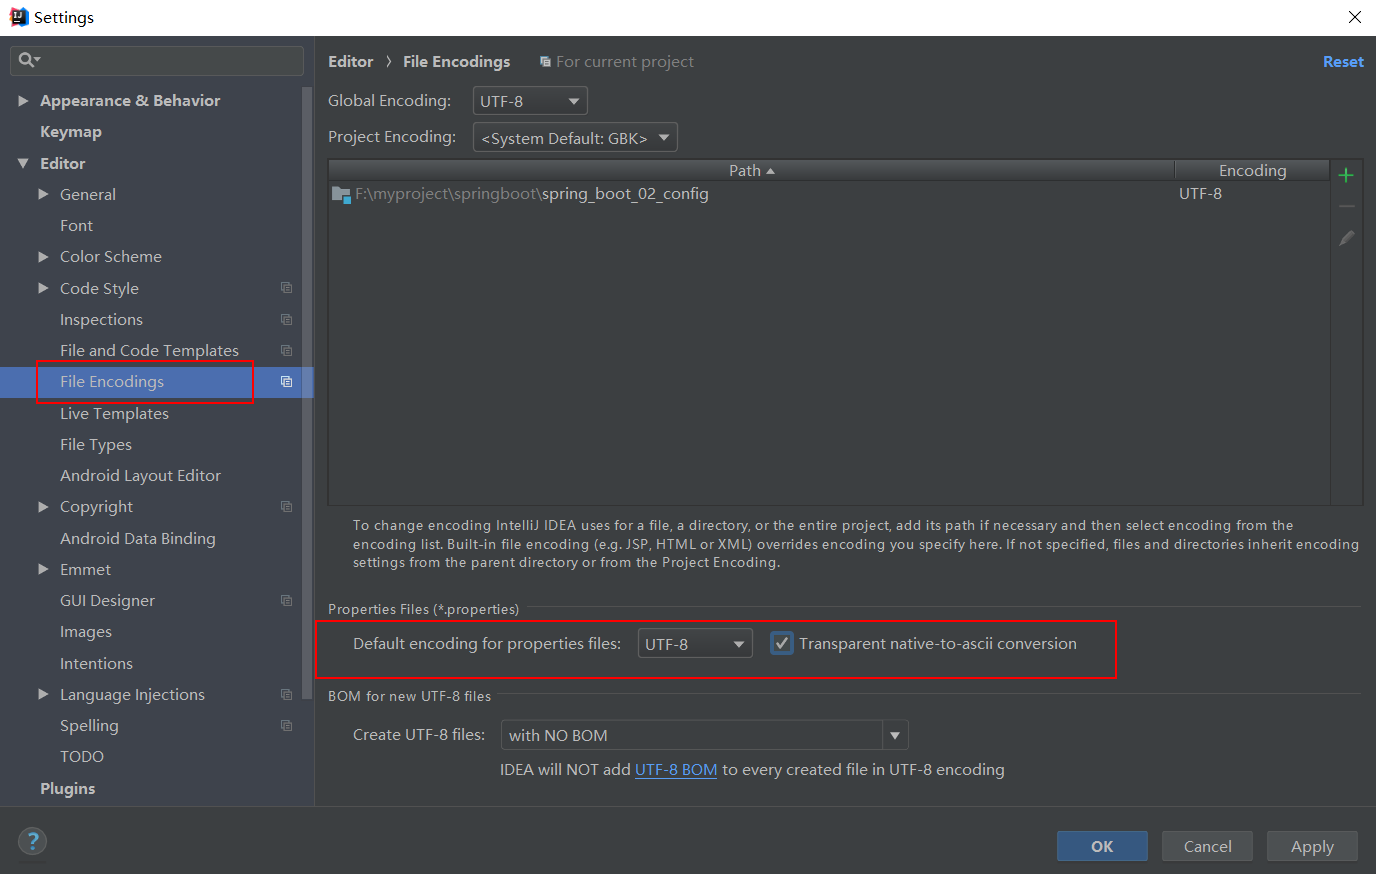 Settings
Appearance & Behavior
Keymap
Editor
General
Font
Color Scheme
Code Style
Inspections
File and Code Templates
File Encodings
Live Templates
File Types
Android Layout Editor
Copyright
Android Data Binding
Emmet
GUI Designer
Images
Intentions
Language Injections
Spelling
TODO
Plugins
Editor › File Encodings For current project Reset
Global Encoding: UTF-8
Project Encoding: <System Default: GBK>
Path Encoding
F:\myproject\springboot\spring_boot_02_config UTF-8
To change encoding IntelliJ IDEA uses for a file, a directory, or the entire project, add its path if necessary and then select encoding from the
encoding list. Built-in file encoding (e.g. JSP, HTML or XML) overrides encoding you specify here. If not specified, files and directories inherit encoding
settings from the parent directory or from the Project Encoding.
Properties Files (*.properties)
Default encoding for properties files: UTF-8 Transparent native-to-ascii conversion
BOM for new UTF-8 files
Create UTF-8 files: with NO BOM
IDEA will NOT add UTF-8 BOM to every created file in UTF-8 encoding
?
OK Cancel Apply